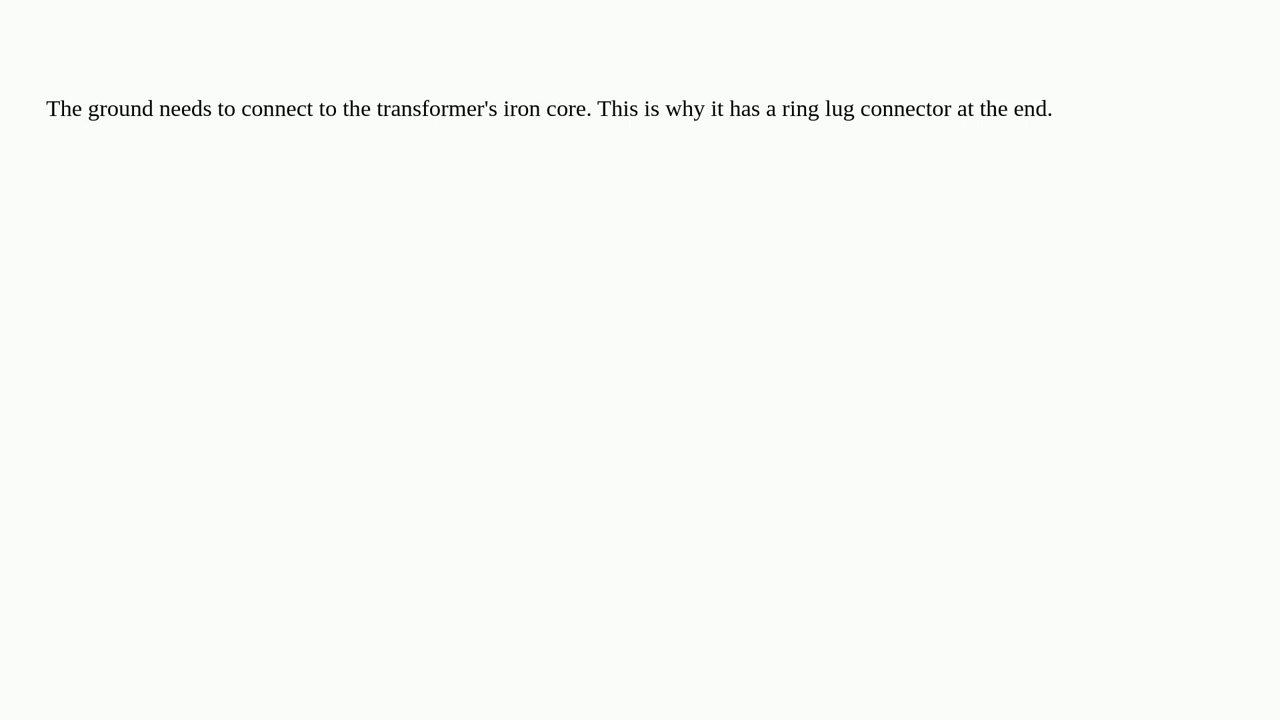 The ground needs to connect to the transformer's iron core. This is why it has a ring lug connector at the end.